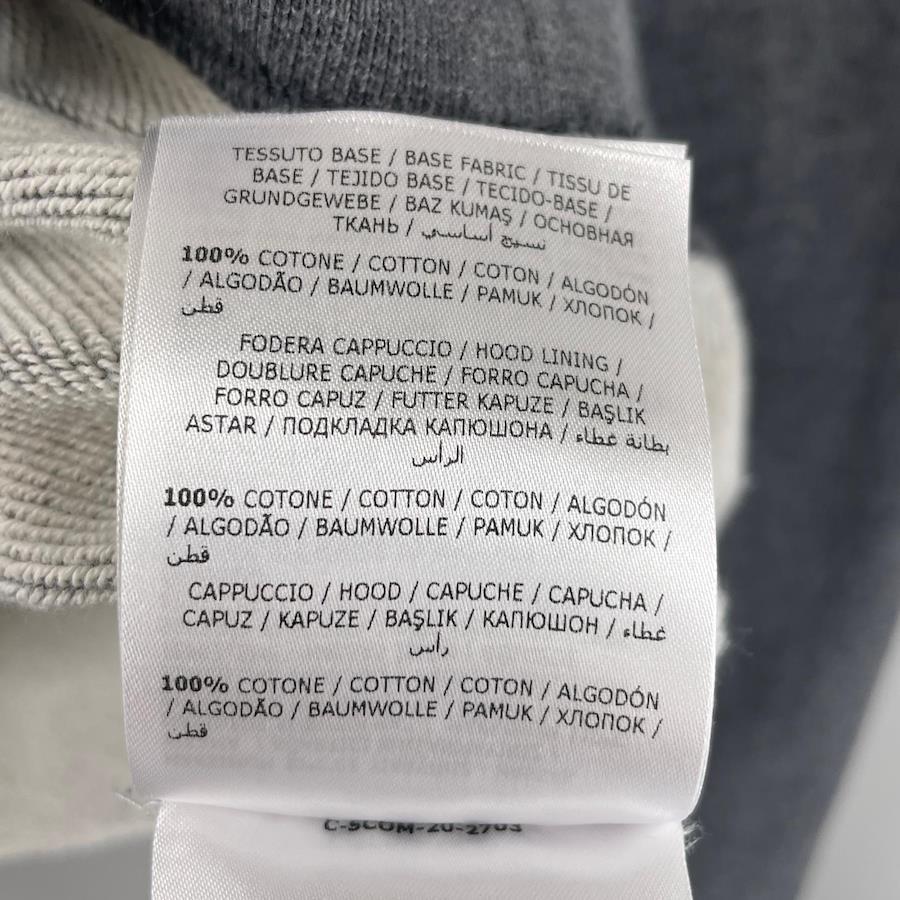 TESSUTO BASE / BASE FABRIC / TISSU DE
BASE / TEJIDO BASE / TECIDO-BASE /
GRUNDGEWEBE / BAZ KUMAŞ / ОСНОВНАЯ
ТКАНЬ / نسيج أساسي
100% COTONE / COTTON / COTON / ALGODÓN
/ ALGODÃO / BAUMWOLLE / PAMUK / ХЛОПОК /
قطن
FODERA CAPPUCCIO / HOOD LINING /
DOUBLURE CAPUCHE / FORRO CAPUCHA /
FORRO CAPUZ / FUTTER KAPUZE / BAŞLIK
ASTAR / ПОДКЛАДКА КАПЮШОНА / بطانة غطاء
الرأس
100% COTONE / COTTON / COTON / ALGODÓN
/ ALGODÃO / BAUMWOLLE / PAMUK / ХЛОПОК /
قطن
CAPPUCCIO / HOOD / CAPUCHE / CAPUCHA /
CAPUZ / KAPUZE / BAŞLIK / КАПЮШОН / غطاء
رأس
100% COTONE / COTTON / COTON / ALGODÓN
/ ALGODÃO / BAUMWOLLE / PAMUK / ХЛОПОК /
قطن
C-SCOM-20-2703